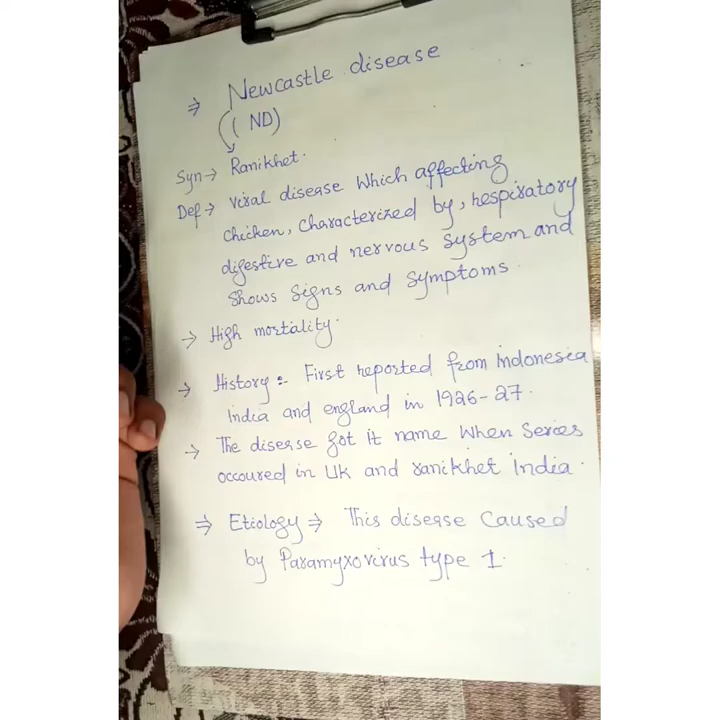 ⇒ Newcastle disease
(ND)
Syn→ Ranikhet.
Def→ viral disease which affecting
chicken, characterized by, respiratory
digestive and nervous system and
shows signs and symptoms.
→ High mortality.
→ History :- First reported from indonesia
india and england in 1926-27.
→ The disease got it name when series
occoured in UK and ranikhet india.
⇒ Etiology ⇒ This disease caused
by Paramyxovirus type 1.